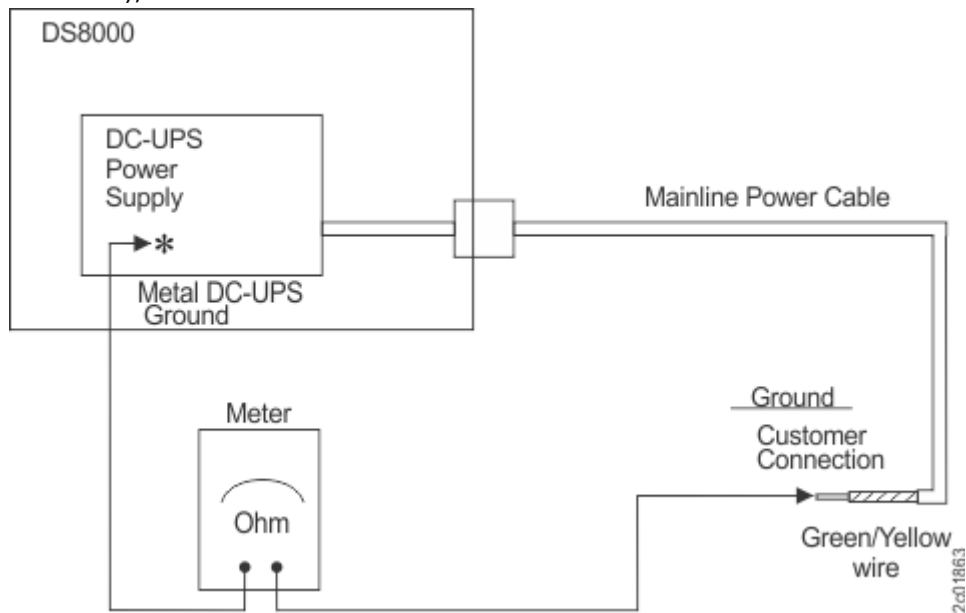 DS8000
DC-UPS
Power
Supply
*
Metal DC-UPS
Ground
Mainline Power Cable
Meter
Ohm
Ground
Customer
Connection
Green/Yellow
wire
2c01863